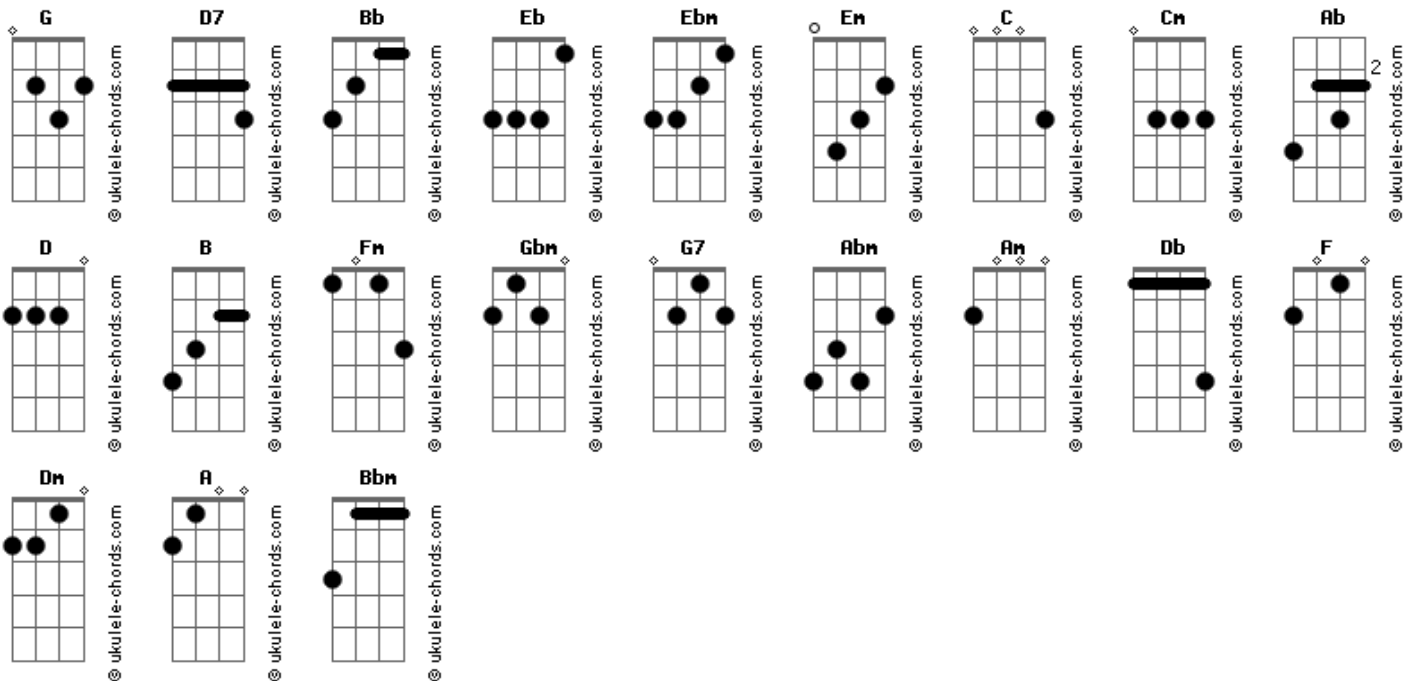 G D7 Bb Eb Ebm Em C Cm Ab
© ukulele-chords.com © ukulele-chords.com © ukulele-chords.com © ukulele-chords.com © ukulele-chords.com © ukulele-chords.com © ukulele-chords.com © ukulele-chords.com 2 © ukulele-chords.com
D B Fm Gbm G7 Abm Am Db F
© ukulele-chords.com © ukulele-chords.com © ukulele-chords.com © ukulele-chords.com © ukulele-chords.com © ukulele-chords.com © ukulele-chords.com © ukulele-chords.com © ukulele-chords.com
Dm A Bbm
© ukulele-chords.com © ukulele-chords.com © ukulele-chords.com